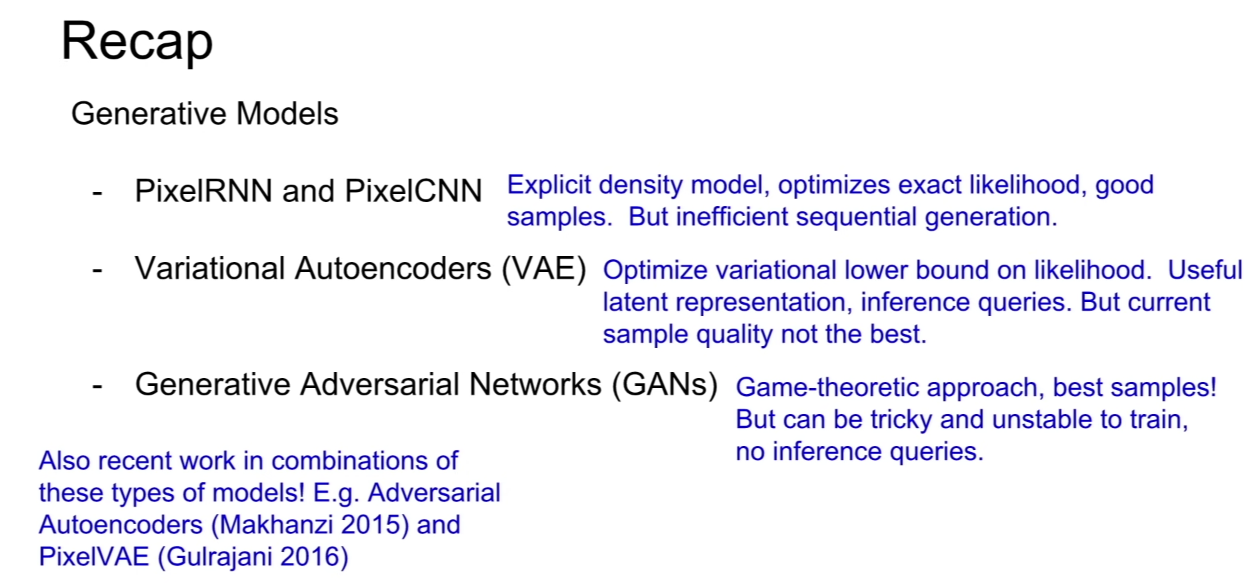 Recap
Generative Models
- PixelRNN and PixelCNN
Explicit density model, optimizes exact likelihood, good
samples. But inefficient sequential generation.
- Variational Autoencoders (VAE)
Optimize variational lower bound on likelihood. Useful
latent representation, inference queries. But current
sample quality not the best.
- Generative Adversarial Networks (GANs)
Game-theoretic approach, best samples!
But can be tricky and unstable to train,
no inference queries.
Also recent work in combinations of
these types of models! E.g. Adversarial
Autoencoders (Makhanzi 2015) and
PixelVAE (Gulrajani 2016)